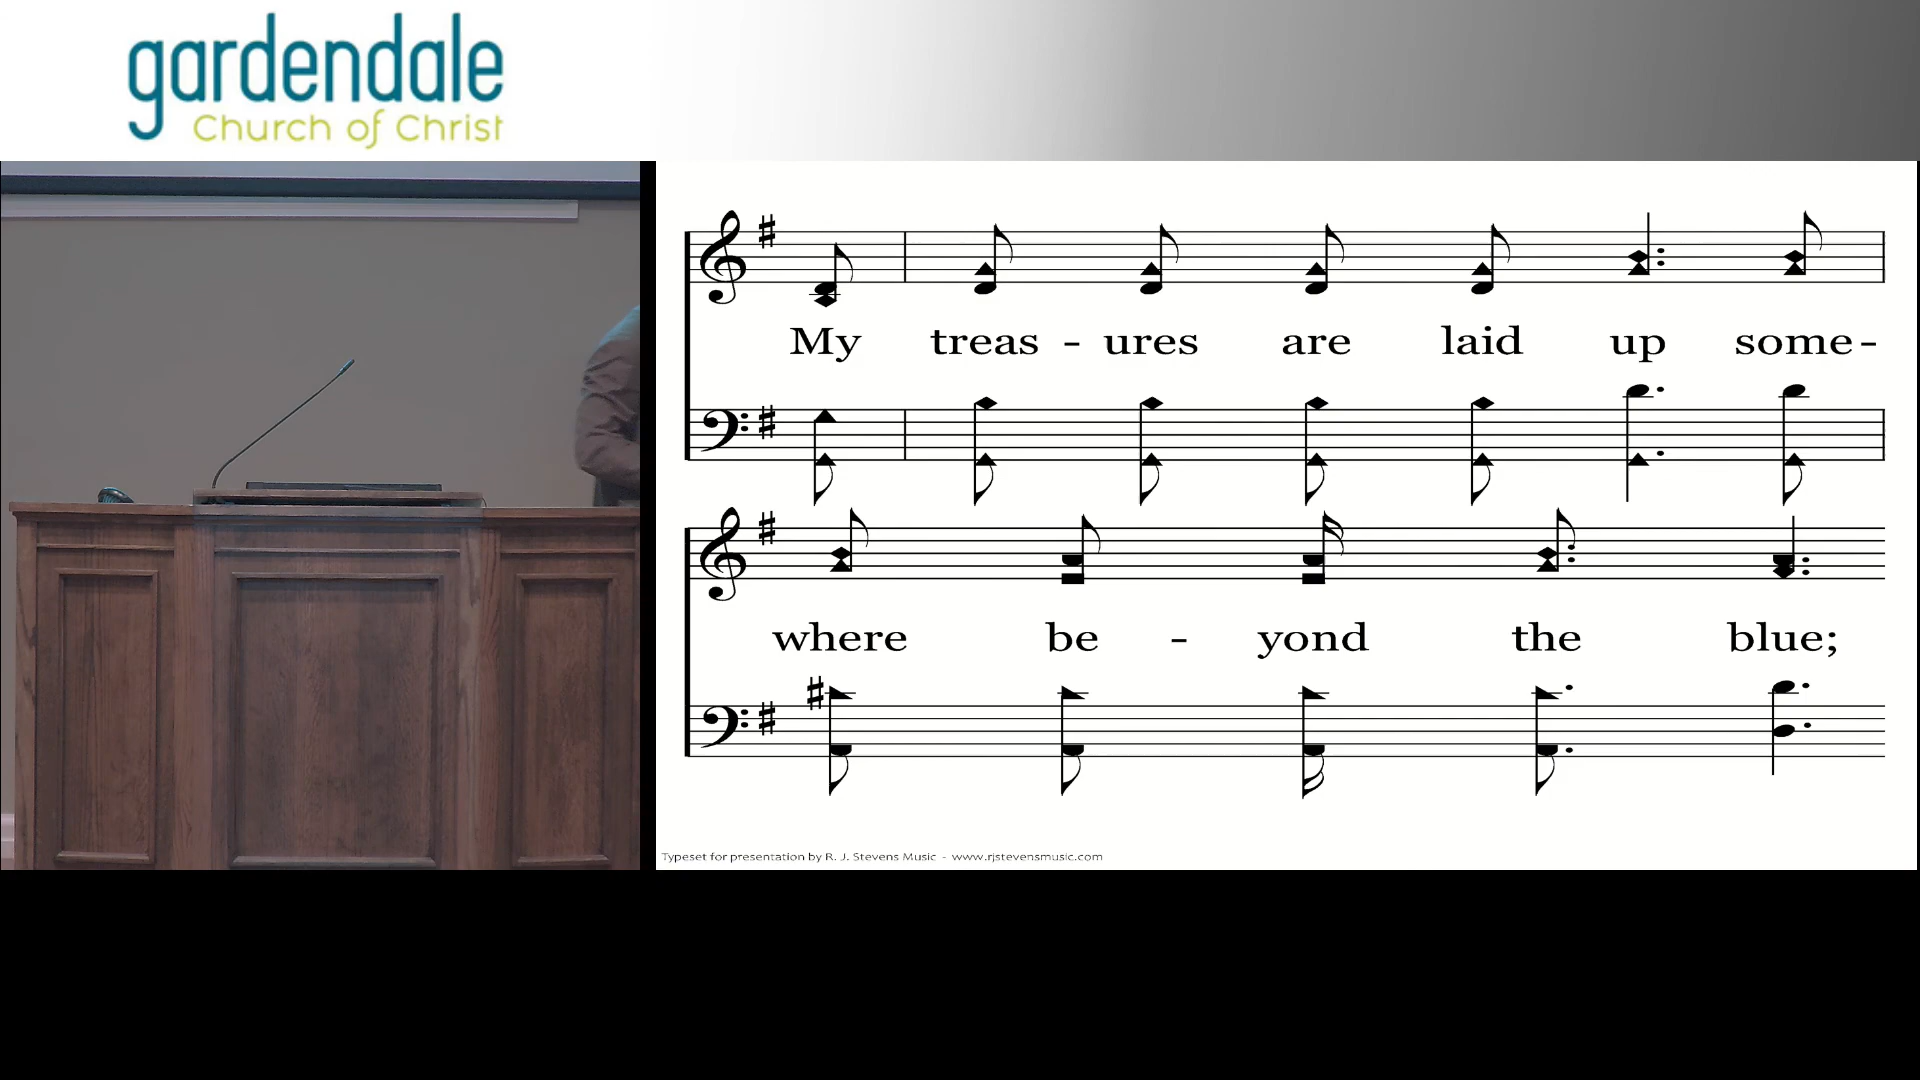 gardendale
Church of Christ
My treas - ures are laid up some-
where be - yond the blue;
Typeset for presentation by R. J. Stevens Music - www.rjstevensmusic.com